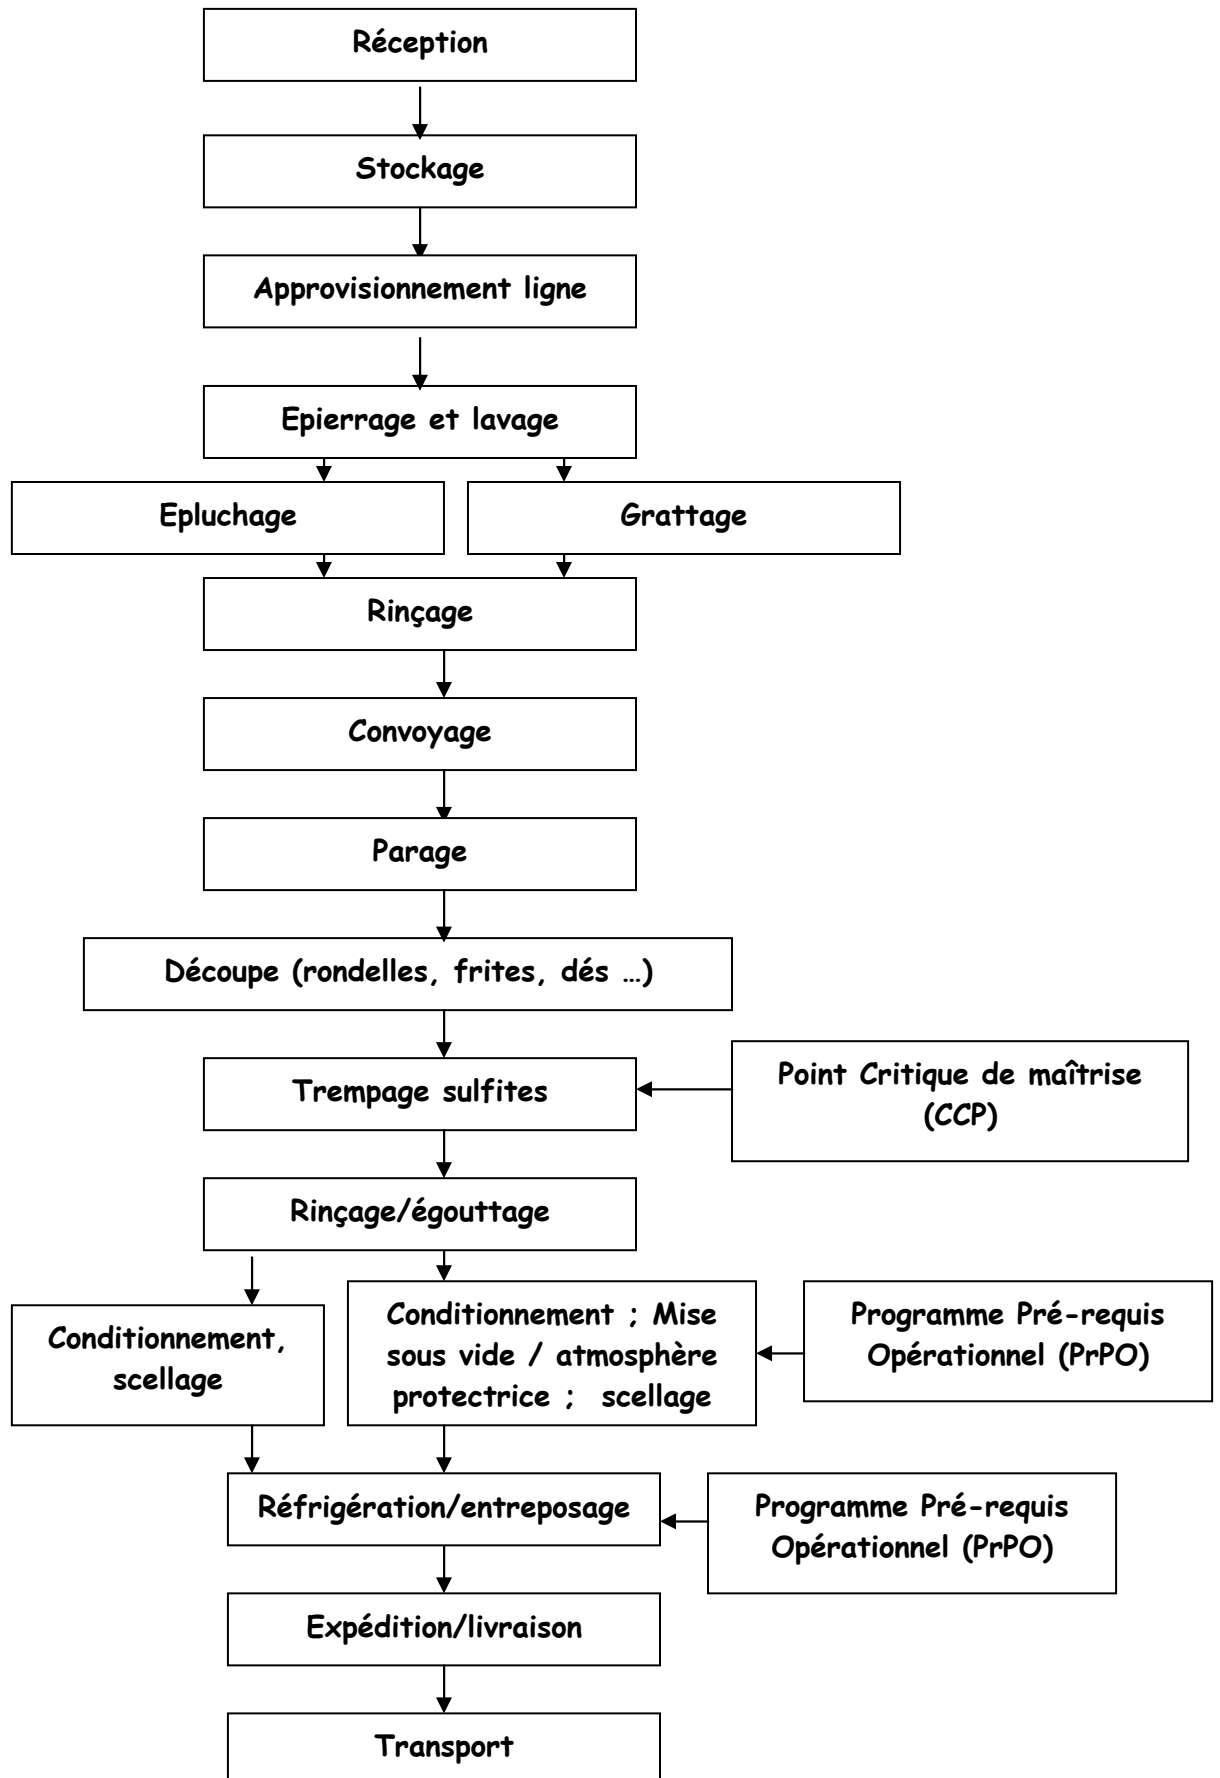 Réception
Stockage
Approvisionnement ligne
Epierrage et lavage
Epluchage
Grattage
Rinçage
Convoyage
Parage
Découpe (rondelles, frites, dés …)
Trempage sulfites
Point Critique de maîtrise
(CCP)
Rinçage/égouttage
Conditionnement,
scellage
Conditionnement ; Mise
sous vide / atmosphère
protectrice ; scellage
Programme Pré-requis
Opérationnel (PrPO)
Réfrigération/entreposage
Programme Pré-requis
Opérationnel (PrPO)
Expédition/livraison
Transport